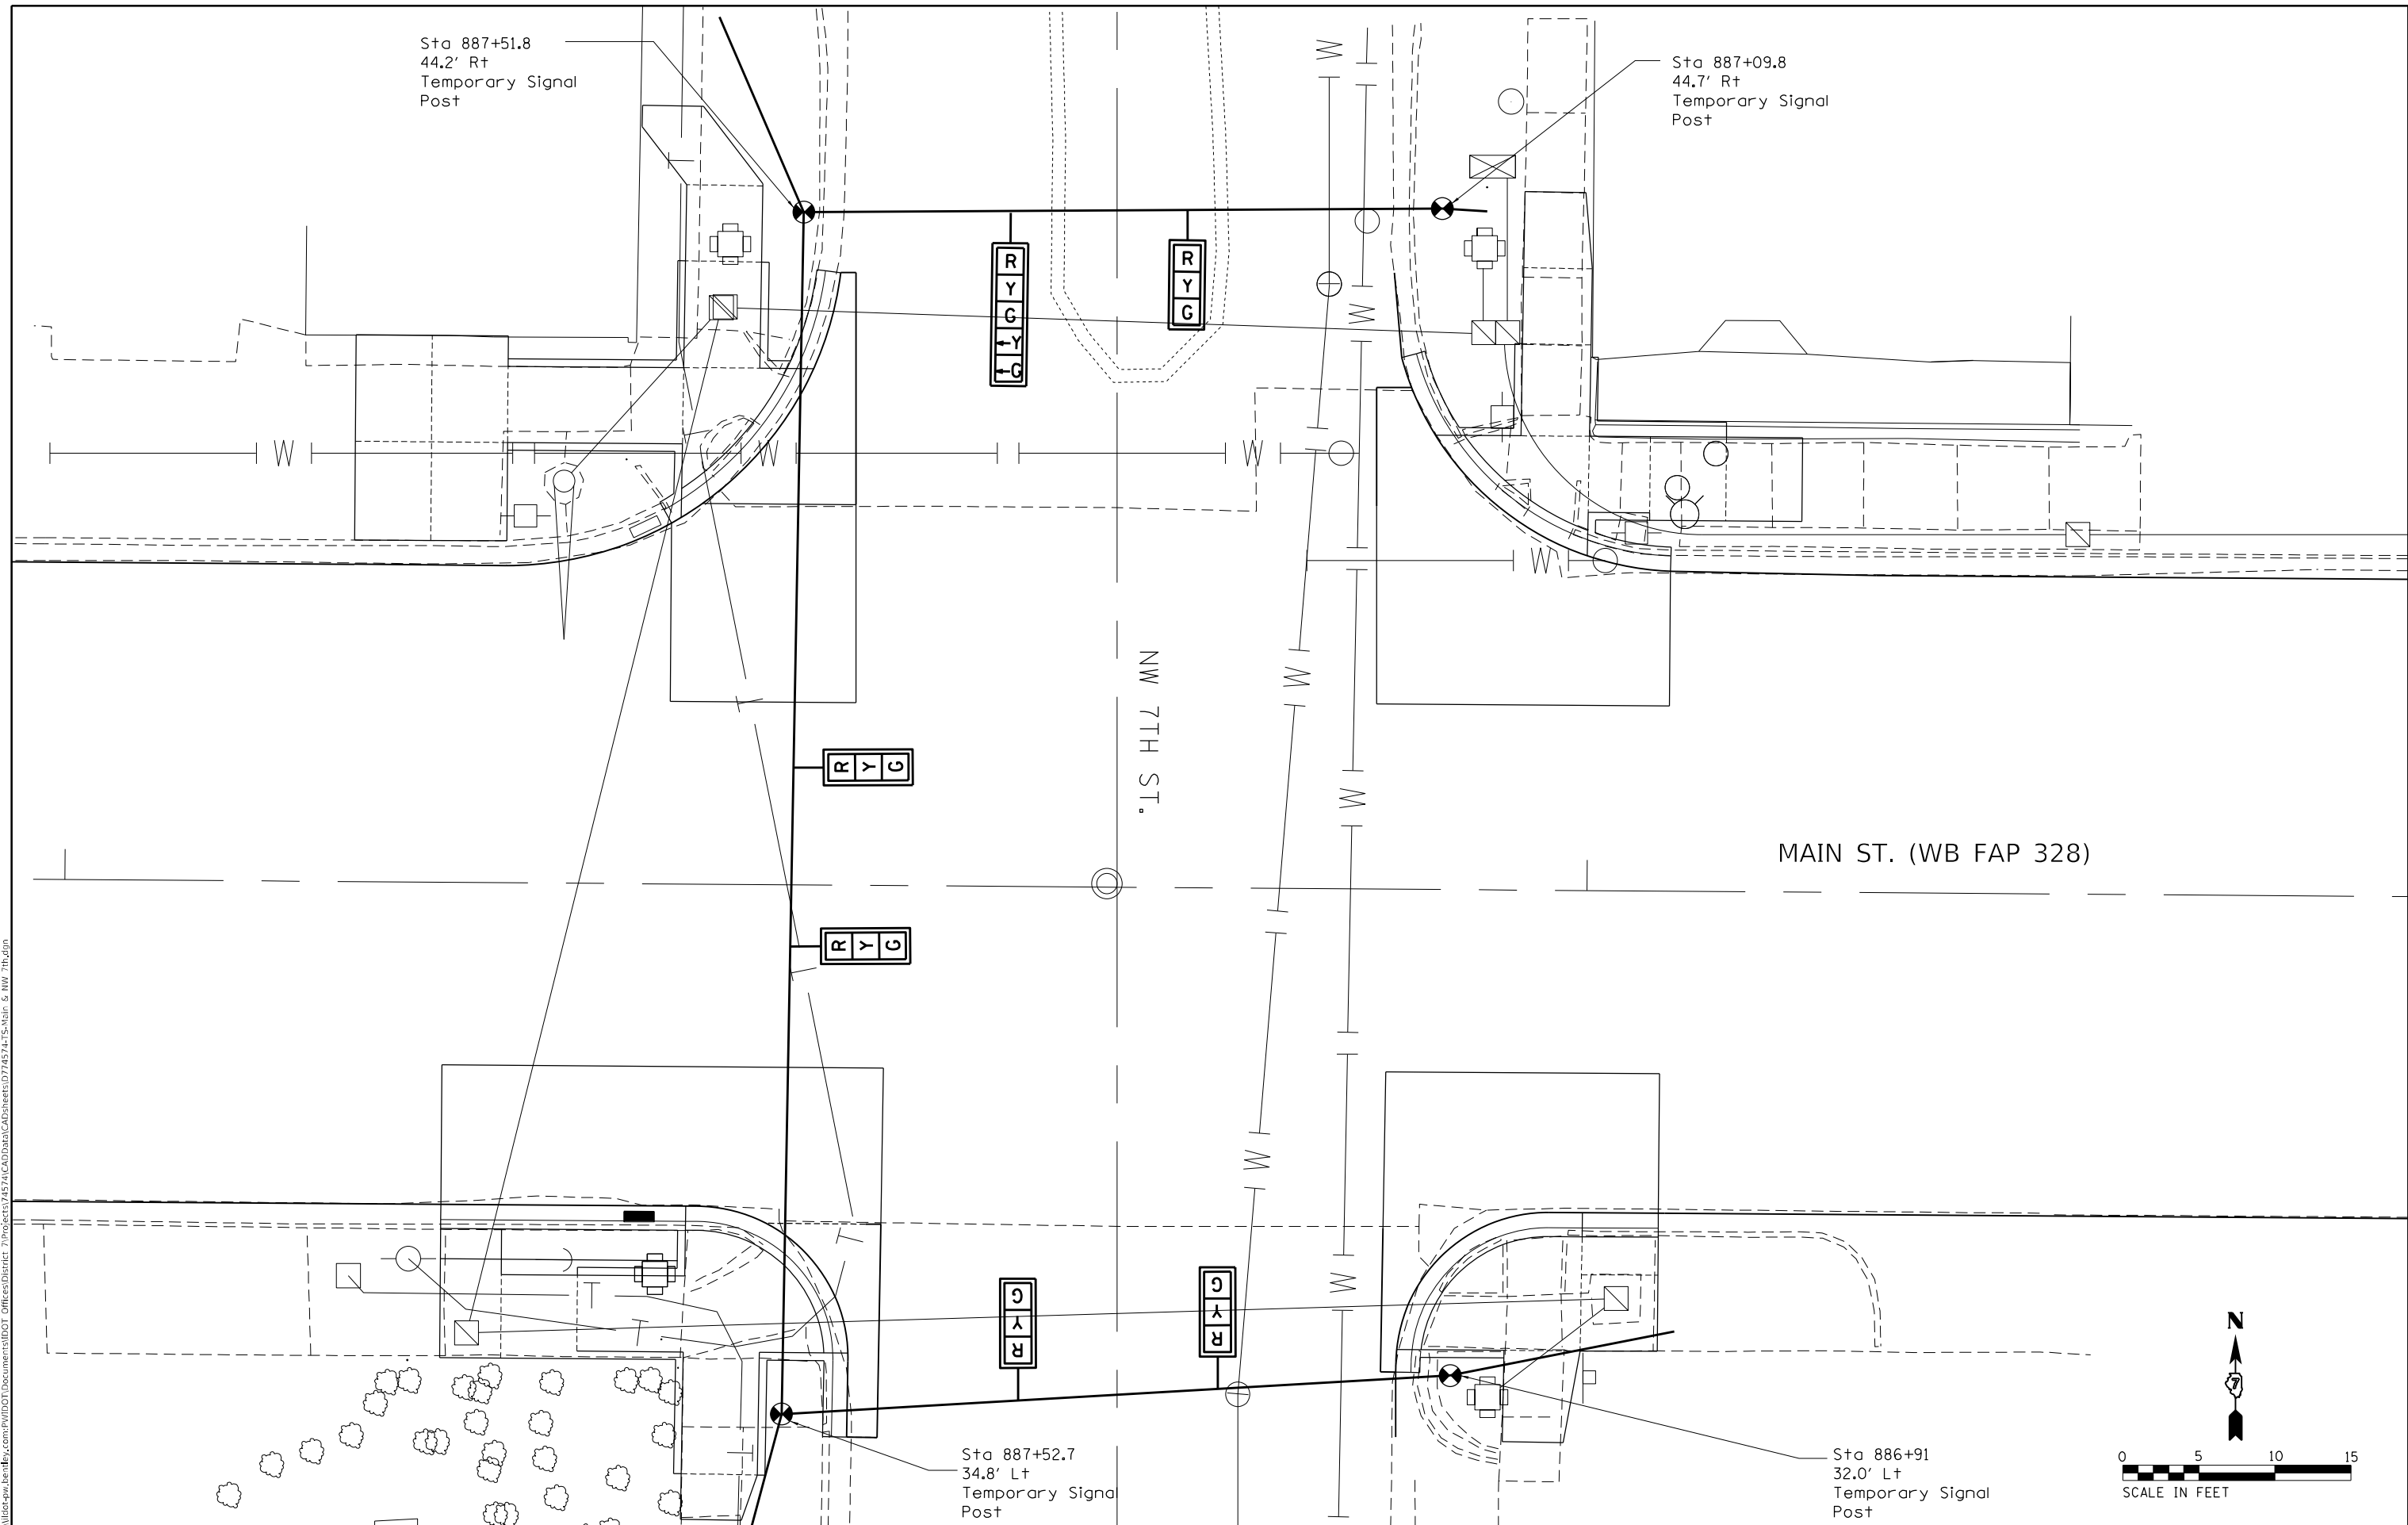 Sta 887+51.8
44.2' Rt
Temporary Signal
Post
Sta 887+09.8
44.7' Rt
Temporary Signal
Post
W
R
Y
G
Y
G
R
Y
G
W
W
W
W
W
NW 7TH ST.
W
W
R Y G
MAIN ST. (WB FAP 328)
R Y G
W
W
G
Y
R
G
Y
R
Sta 887+52.7
34.8' Lt
Temporary Signal
Post
Sta 886+91
32.0' Lt
Temporary Signal
Post
N
7
0 5 10 15
SCALE IN FEET